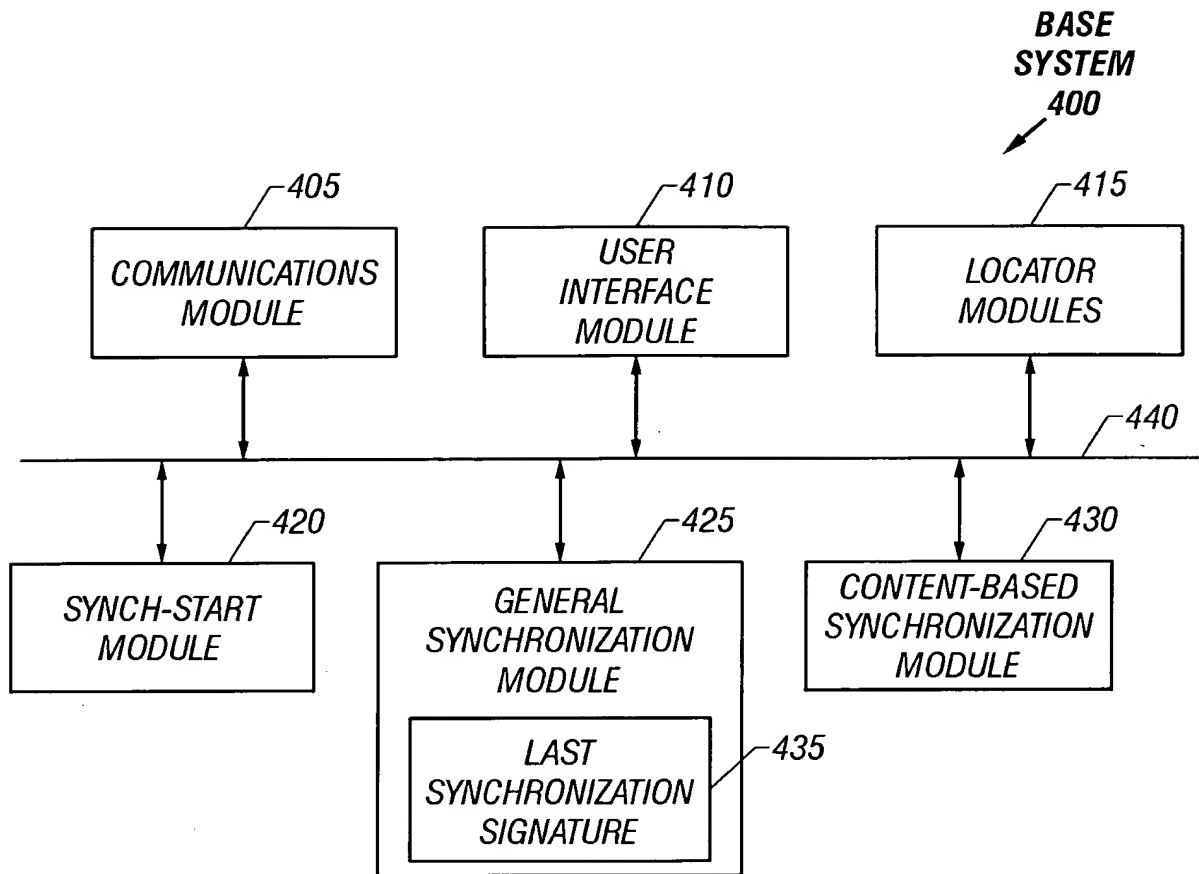 BASE
SYSTEM
400
405
410
415
COMMUNICATIONS
MODULE
USER
INTERFACE
MODULE
LOCATOR
MODULES
440
420
425
430
SYNCH-START
MODULE
GENERAL
SYNCHRONIZATION
MODULE
CONTENT-BASED
SYNCHRONIZATION
MODULE
LAST
SYNCHRONIZATION
SIGNATURE
435